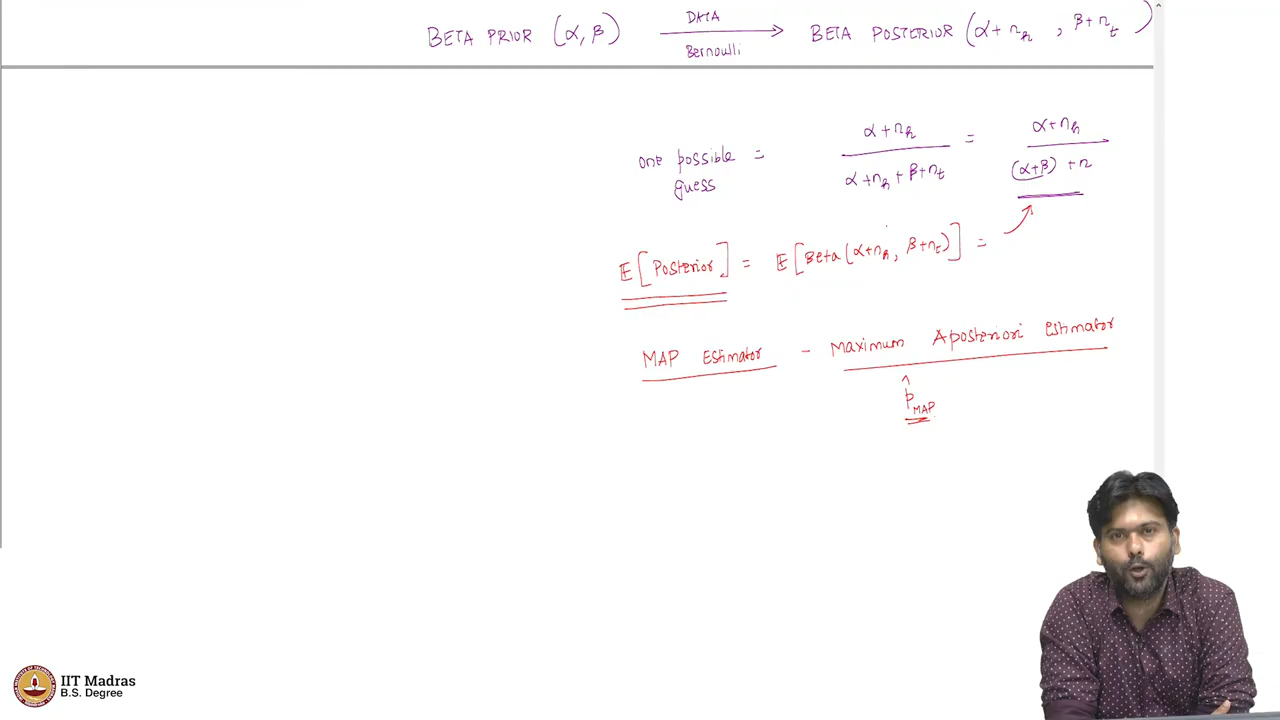 BETA PRIOR (α, β) DATA Bernoulli → BETA POSTERIOR (α + n_h , β + n_t)
one possible guess = α + n_h / α + n_h + β + n_t = α + n_h / (α + β) + n
E[Posterior] = E[Beta(α+n_h, β+n_t)] =
MAP Estimator - Maximum Aposteriori Estimator
p̂_MAP
IIT Madras
B.S. Degree